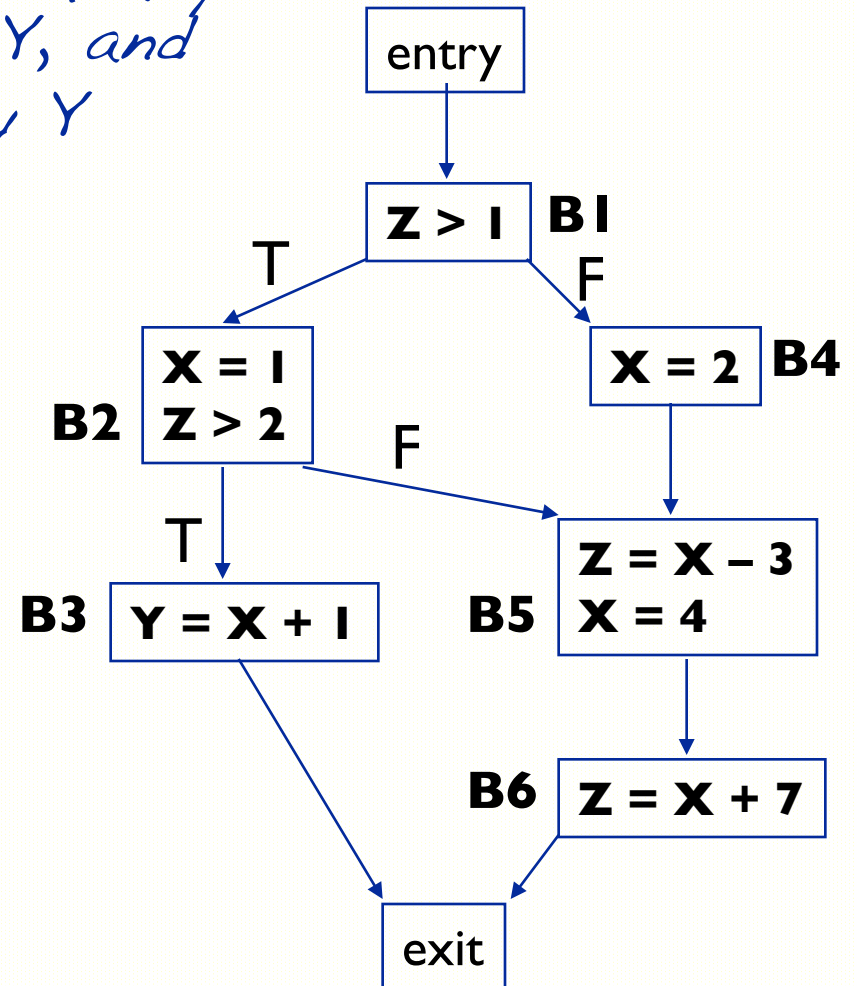 Y, and
Y
entry
Z > 1 B1
T
F
X = 1
Z > 2
B2
X = 2 B4
F
T
Z = X – 3
X = 4
B5
B3 Y = X + 1
B6 Z = X + 7
exit